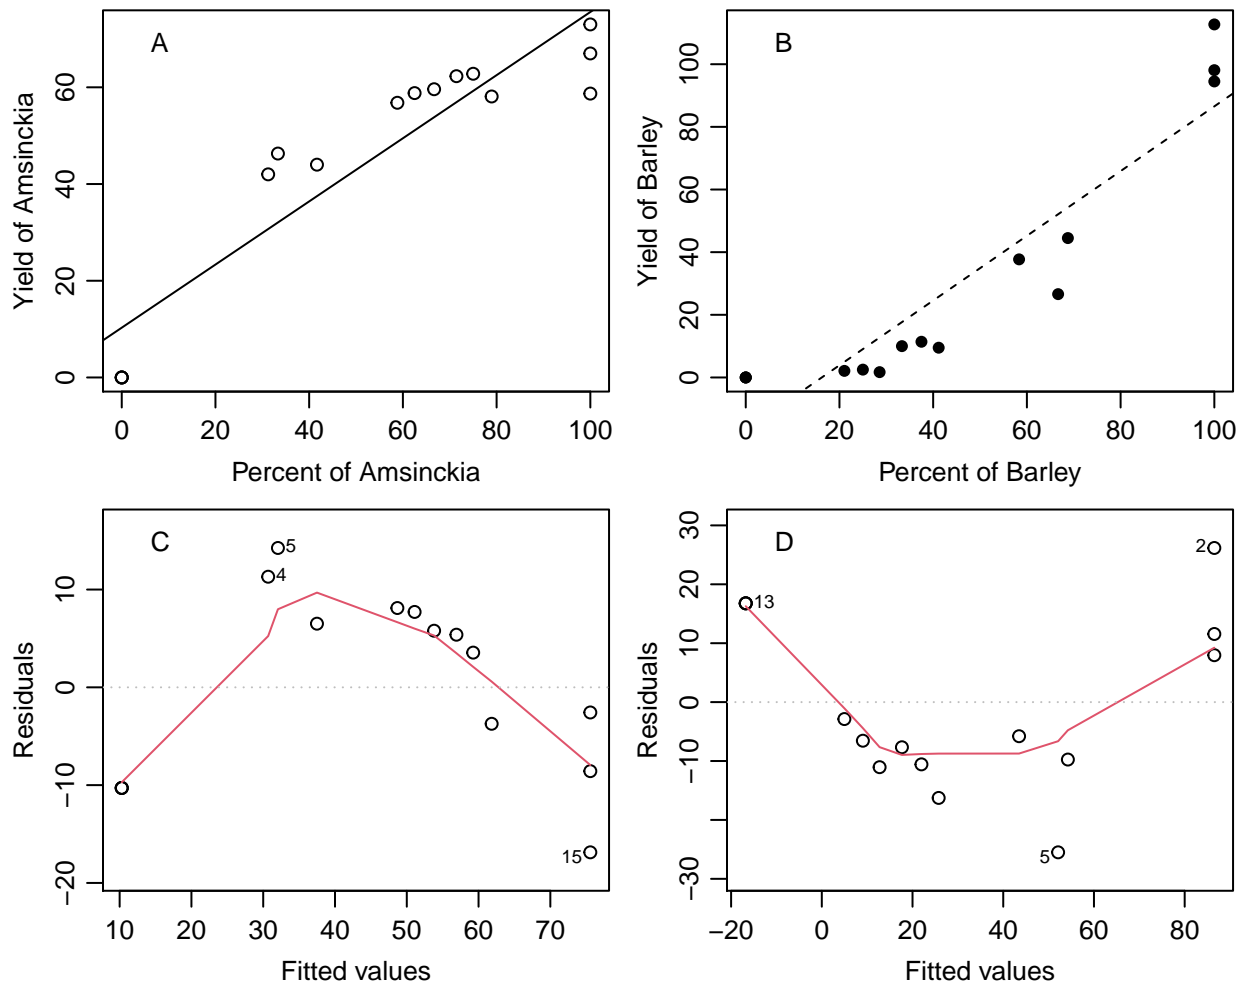 A
Yield of Amsinckia
0
20
40
60
0 20 40 60 80 100
Percent of Amsinckia
B
Yield of Barley
0
20
40
60
80
100
0 20 40 60 80 100
Percent of Barley
C
5
4
15
Residuals
−20
−10
0
10
10 20 30 40 50 60 70
Fitted values
D
2
13
5
Residuals
−30
−10
0
10
20
30
−20 0 20 40 60 80
Fitted values